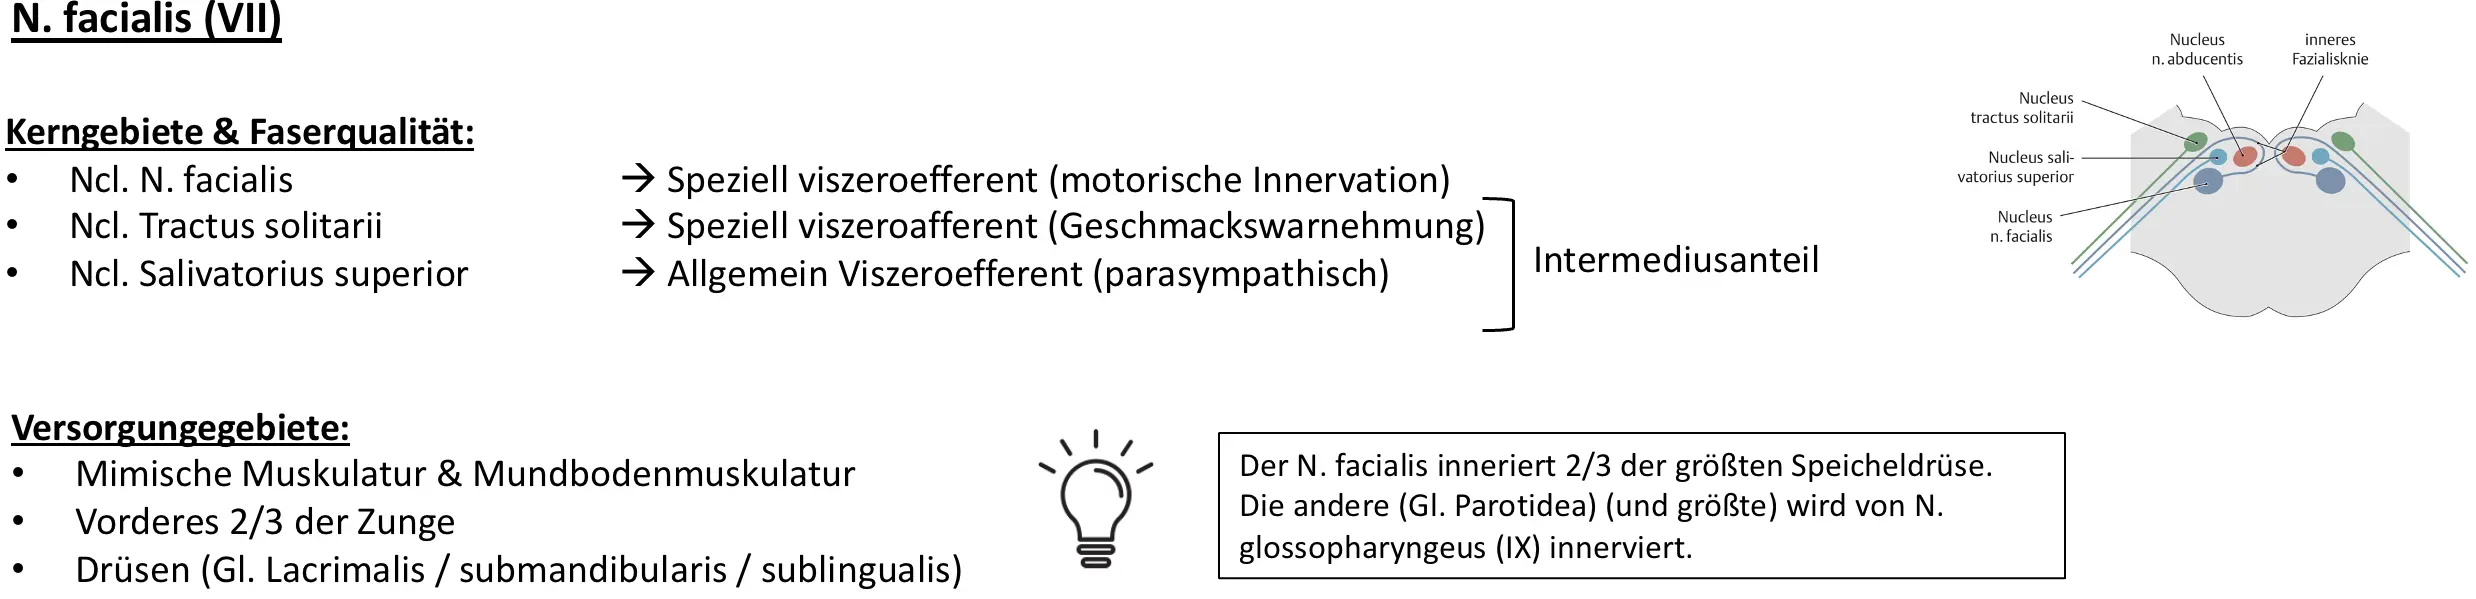 N. facialis (VII)
Kerngebiete & Faserqualität:
• Ncl. N. facialis → Speziell viszeroefferent (motorische Innervation)
• Ncl. Tractus solitarii → Speziell viszeroafferent (Geschmackswarnehmung)
• Ncl. Salivatorius superior → Allgemein Viszeroefferent (parasympathisch)
Intermediusanteil
Nucleus
n. abducentis
inneres
Fazialisknie
Nucleus
tractus solitarii
Nucleus sali-
vatorius superior
Nucleus
n. facialis
Versorgungegebiete:
• Mimische Muskulatur & Mundbodenmuskulatur
• Vorderes 2/3 der Zunge
• Drüsen (Gl. Lacrimalis / submandibularis / sublingualis)
Der N. facialis inneriert 2/3 der größten Speicheldrüse.
Die andere (Gl. Parotidea) (und größte) wird von N.
glossopharyngeus (IX) innerviert.